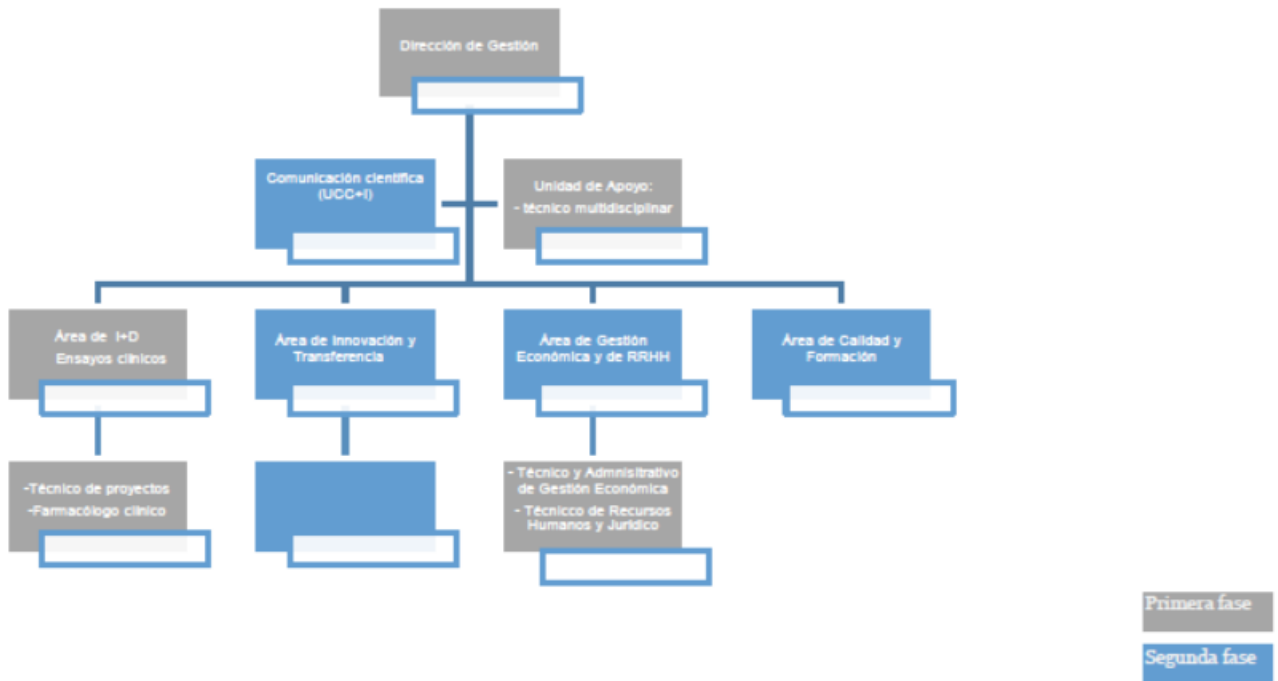 Dirección de Gestión
Comunicación científica
(UCC+I)
Unidad de Apoyo:
- técnico multidisciplinar
Área de I+D
Ensayos clínicos
Área de Innovación y
Transferencia
Área de Gestión
Económica y de RRHH
Área de Calidad y
Formación
-Técnico de proyectos
-Farmacólogo clínico
- Técnico y Admnisitrativo
de Gestión Económica
- Técnicco de Recursos
Humanos y Jurídico
Primera fase
Segunda fase